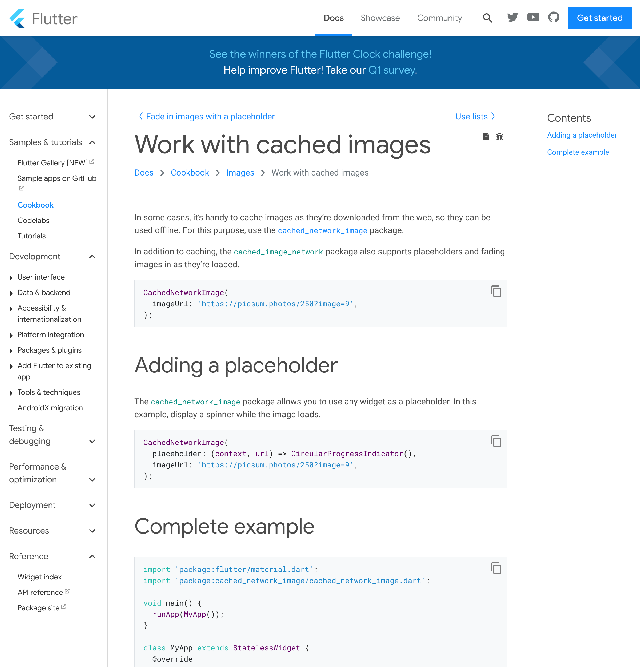 Flutter
Docs Showcase Community Get started
See the winners of the Flutter Clock challenge!
Help improve Flutter! Take our Q1 survey.
Get started
Samples & tutorials
Flutter Gallery [NEW]
Sample apps on GitHub
Cookbook
Codelabs
Tutorials
Development
User interface
Data & backend
Accessibility &
internationalization
Platform integration
Packages & plugins
Add Flutter to existing
app
Tools & techniques
AndroidX migration
Testing &
debugging
Performance &
optimization
Deployment
Resources
Reference
Widget index
API reference
Package site
Fade in images with a placeholder
Use lists
Work with cached images
Docs > Cookbook > Images > Work with cached images
In some cases, it's handy to cache images as they're downloaded from the web, so they can be
used offline. For this purpose, use the cached_network_image package.
In addition to caching, the cached_image_network package also supports placeholders and fading
images in as they're loaded.
CachedNetworkImage(
imageUrl: 'https://picsum.photos/250?image=9',
);
Adding a placeholder
The cached_network_image package allows you to use any widget as a placeholder. In this
example, display a spinner while the image loads.
CachedNetworkImage(
placeholder: (context, url) => CircularProgressIndicator(),
imageUrl: 'https://picsum.photos/250?image=9',
);
Complete example
import 'package:flutter/material.dart';
import 'package:cached_network_image/cached_network_image.dart';
void main() {
runApp(MyApp());
}
class MyApp extends StatelessWidget {
@override
Contents
Adding a placeholder
Complete example